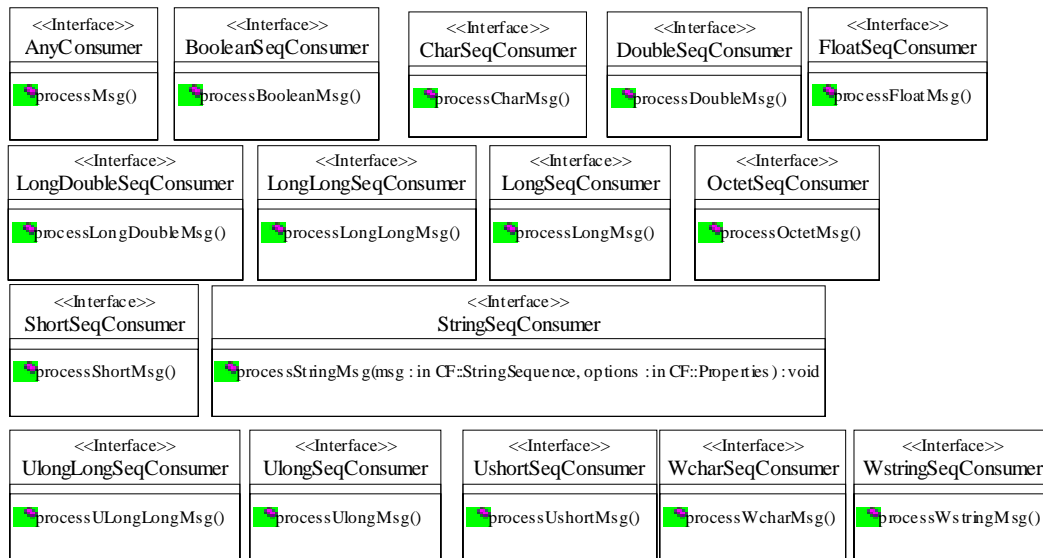 <<Interface>>
AnyConsumer
processMsg()
<<Interface>>
BooleanSeqConsumer
processBooleanMsg()
<<Interface>>
CharSeqConsumer
processCharMsg()
<<Interface>>
DoubleSeqConsumer
processDoubleMsg()
<<Interface>>
FloatSeqConsumer
processFloatMsg()
<<Interface>>
LongDoubleSeqConsumer
processLongDoubleMsg()
<<Interface>>
LongLongSeqConsumer
processLongLongMsg()
<<Interface>>
LongSeqConsumer
processLongMsg()
<<Interface>>
OctetSeqConsumer
processOctetMsg()
<<Interface>>
ShortSeqConsumer
processShortMsg()
<<Interface>>
StringSeqConsumer
processStringMsg(msg : in CF::StringSequence, options : in CF::Properties) : void
<<Interface>>
UlongLongSeqConsumer
processULongLongMsg()
<<Interface>>
UlongSeqConsumer
processUlongMsg()
<<Interface>>
UshortSeqConsumer
processUshortMsg()
<<Interface>>
WcharSeqConsumer
processWcharMsg()
<<Interface>>
WstringSeqConsumer
processWstringMsg()